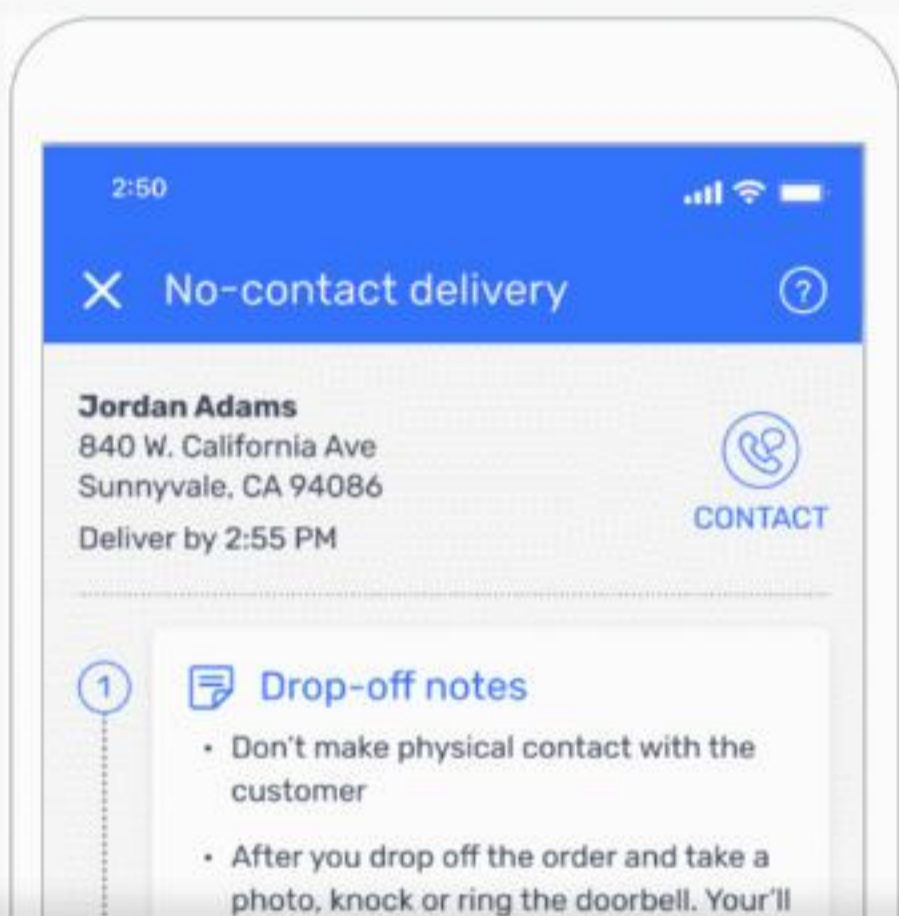 2:50
No-contact delivery
?
Jordan Adams
840 W. California Ave
Sunnyvale, CA 94086
CONTACT
Deliver by 2:55 PM
1
Drop-off notes
• Don't make physical contact with the
customer
• After you drop off the order and take a
photo, knock or ring the doorbell. Your'll